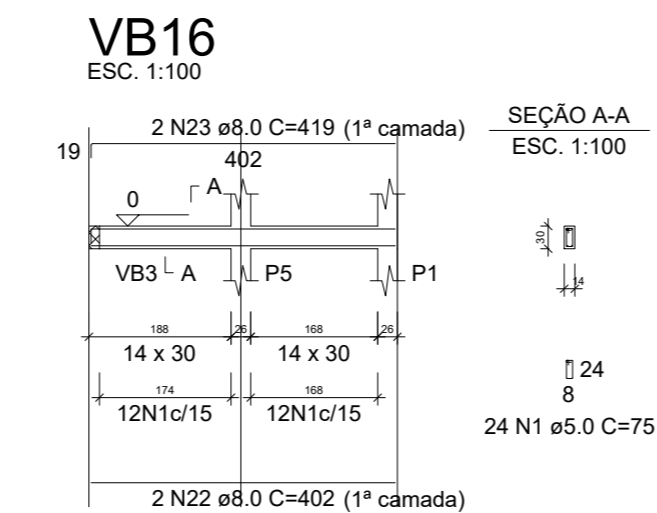 VB16
ESC. 1:100
2 N23 ø8.0 C=419 (1ª camada)
19
402
SEÇÃO A-A
ESC. 1:100
A
0
30
VB3
A
P5
P1
14
188
26
168
26
14 x 30
14 x 30
174
168
12N1c/15
12N1c/15
24
8
24 N1 ø5.0 C=75
2 N22 ø8.0 C=402 (1ª camada)